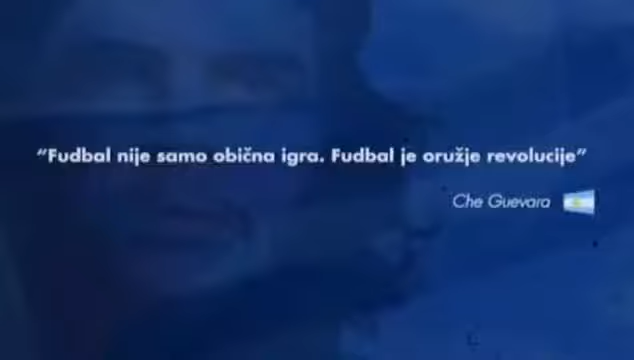 “Fudbal nije samo obična igra. Fudbal je oružje revolucije”
Che Guevara